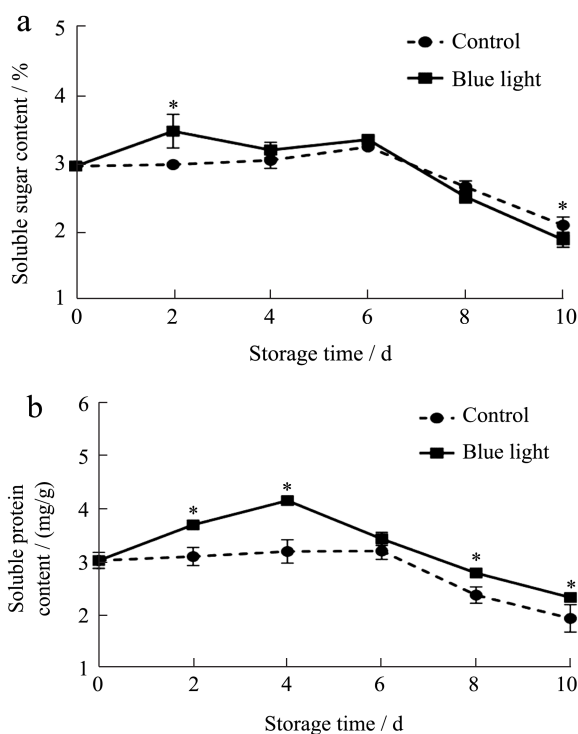 a
5
4
3
2
1
Soluble sugar content / %
Control
Blue light
*
*
0
2
4
6
8
10
Storage time / d
b
6
5
4
3
2
1
Soluble protein
content / (mg/g)
Control
Blue light
*
*
*
*
0
2
4
6
8
10
Storage time / d